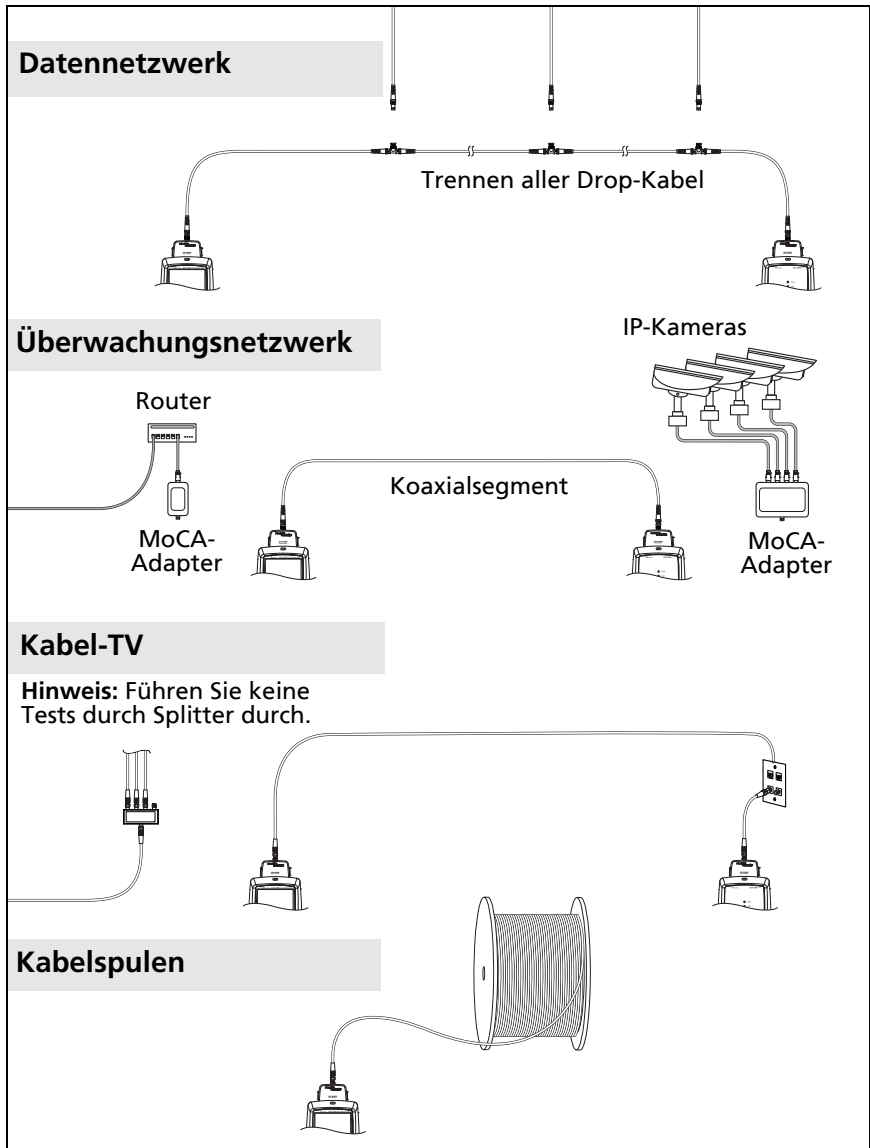 Datennetzwerk
Trennen aller Drop-Kabel
Überwachungsnetzwerk
IP-Kameras
Router
Koaxialsegment
MoCA-
Adapter
MoCA-
Adapter
Kabel-TV
Hinweis: Führen Sie keine
Tests durch Splitter durch.
Kabelspulen